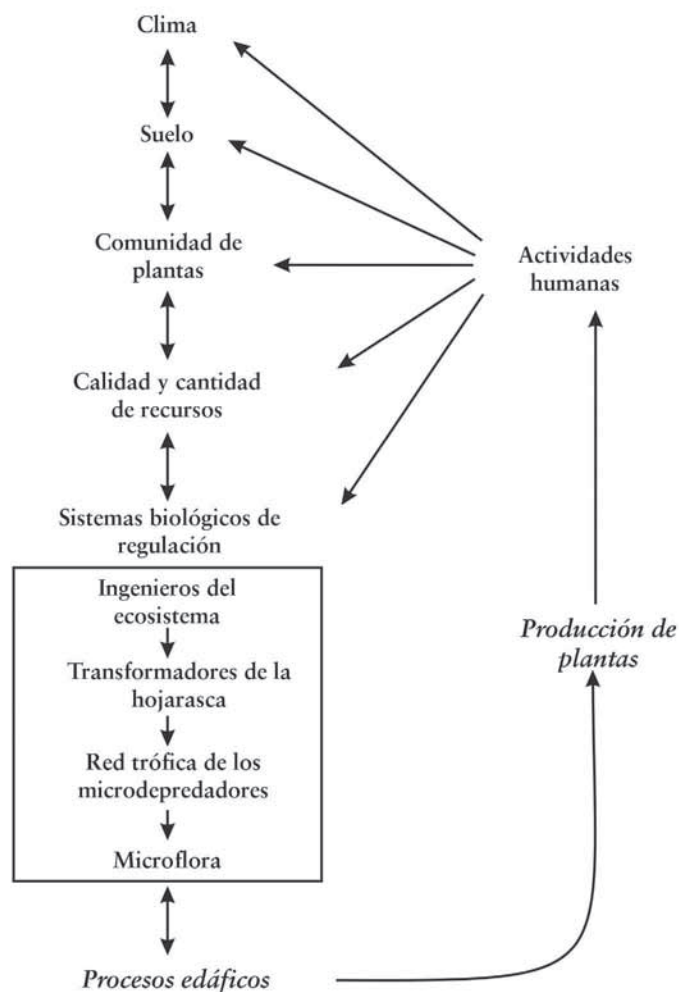 Clima
Suelo
Comunidad de
plantas
Actividades
humanas
Calidad y cantidad
de recursos
Sistemas biológicos de
regulación
Ingenieros del
ecosistema
Transformadores de la
hojarasca
Red trófica de los
microdepredadores
Microflora
Producción de
plantas
Procesos edáficos